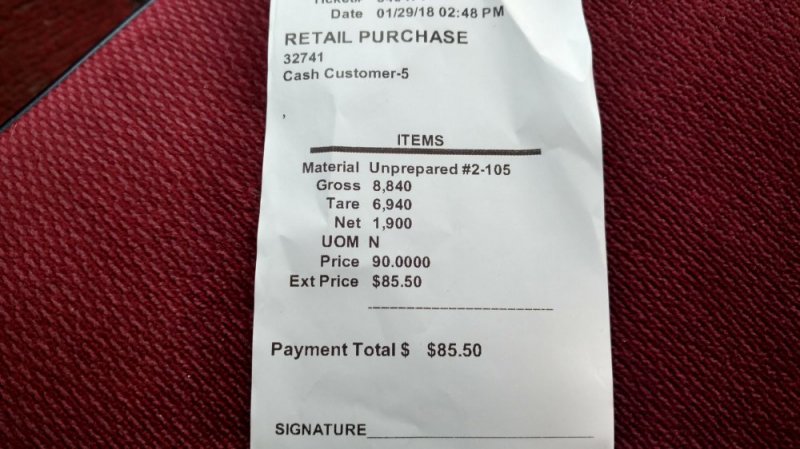 Date 01/29/18 02:48 PM
RETAIL PURCHASE
32741
Cash Customer-5
,
ITEMS
Material Unprepared #2-105
Gross 8,840
Tare 6,940
Net 1,900
UOM N
Price 90.0000
Ext Price $85.50
Payment Total $ $85.50
SIGNATURE